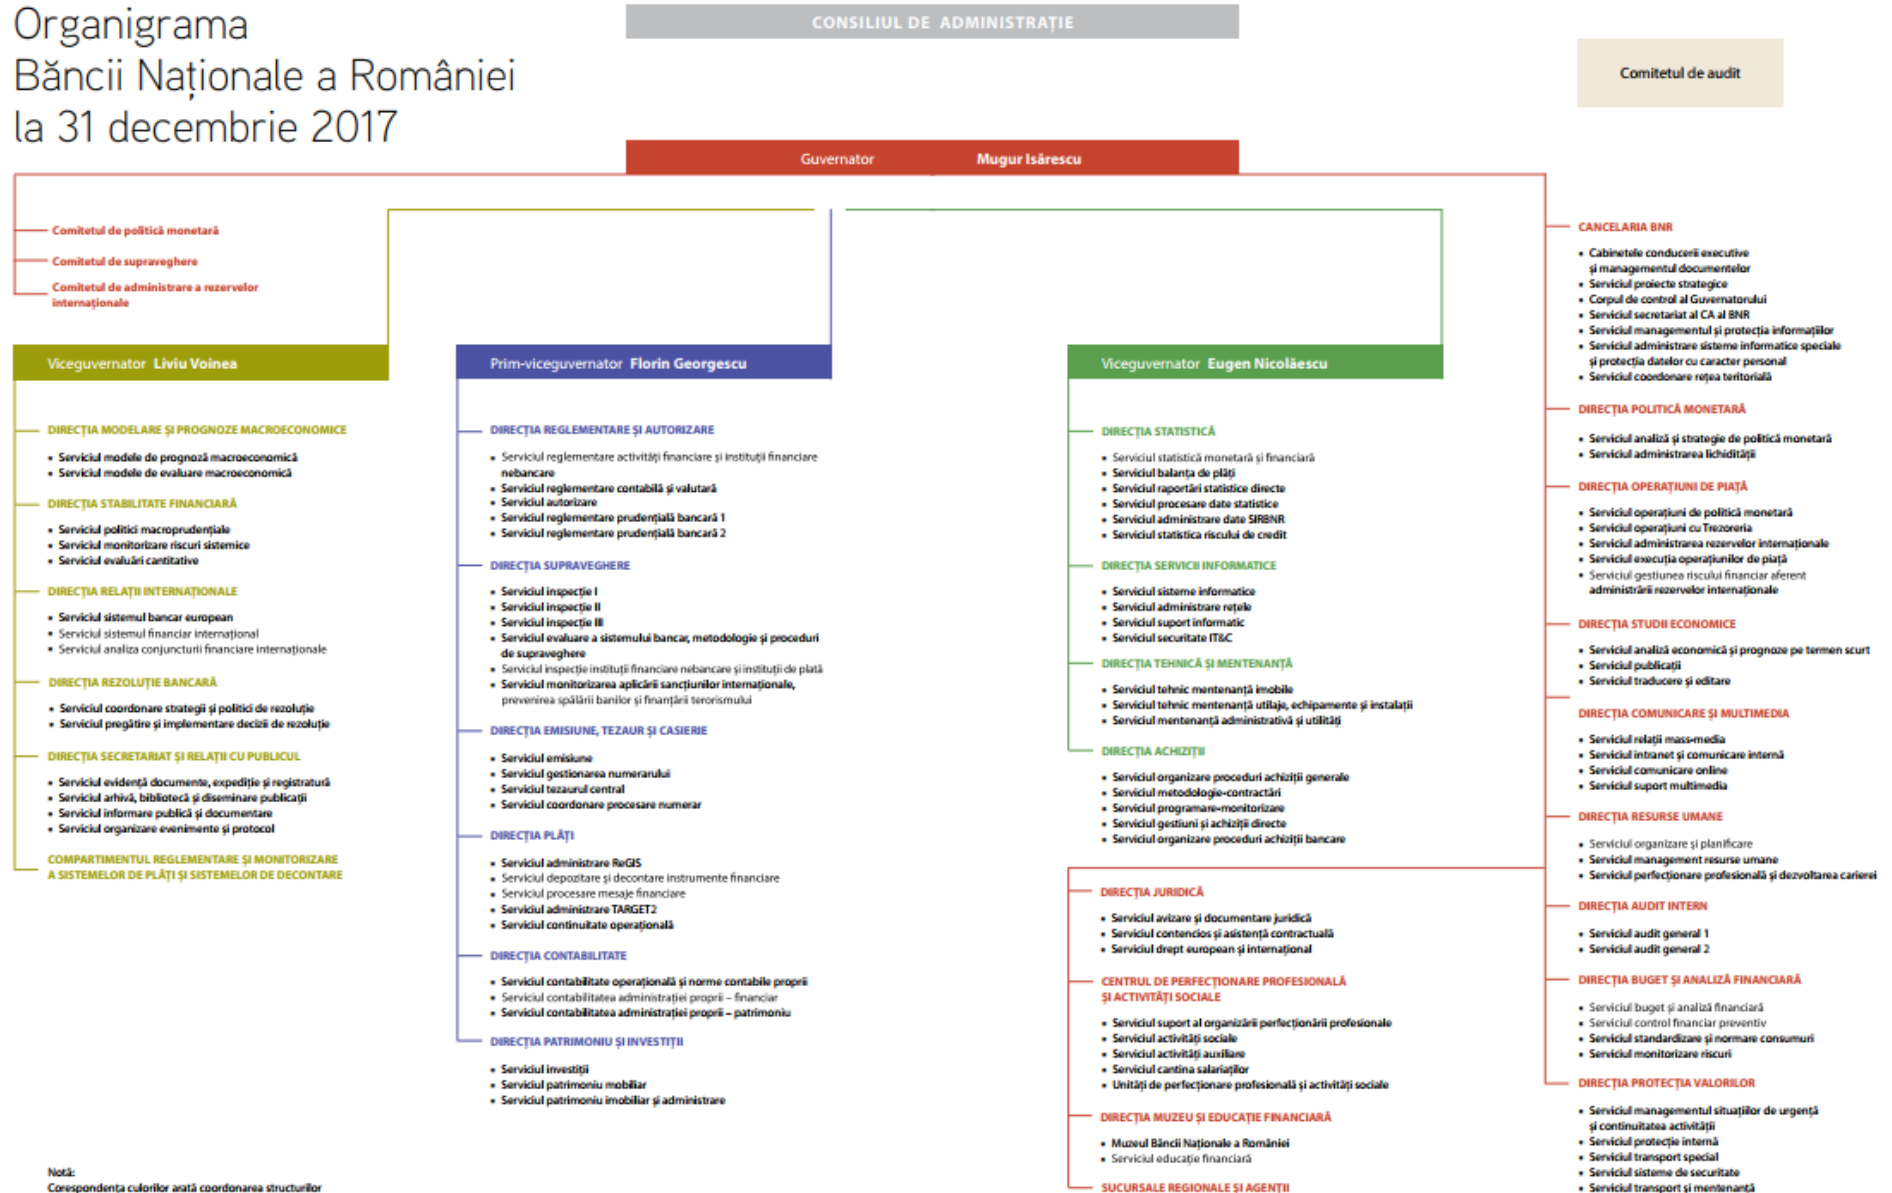 Organigrama
Băncii Naționale a României
la 31 decembrie 2017
CONSILIUL DE ADMINISTRAȚIE
Comitetul de audit
Guvernator Mugur Isărescu
Comitetul de politică monetară
Comitetul de supraveghere
Comitetul de administrare a rezervelor
internaționale
Viceguvernator Liviu Voinea
DIRECȚIA MODELARE ȘI PROGNOZE MACROECONOMICE
▪ Serviciul modele de prognoză macroeconomică
▪ Serviciul modele de evaluare macroeconomică
DIRECȚIA STABILITATE FINANCIARĂ
▪ Serviciul politici macroprudențiale
▪ Serviciul monitorizare riscuri sistemice
▪ Serviciul evaluări cantitative
DIRECȚIA RELAȚII INTERNAȚIONALE
▪ Serviciul sistemul bancar european
▪ Serviciul sistemul financiar internațional
▪ Serviciul analiza conjuncturii financiare internaționale
DIRECȚIA REZOLUȚIE BANCARĂ
▪ Serviciul coordonare strategii și politici de rezoluție
▪ Serviciul pregătire și implementare decizii de rezoluție
DIRECȚIA SECRETARIAT ȘI RELAȚII CU PUBLICUL
▪ Serviciul evidență documente, expediție și registratură
▪ Serviciul arhivă, bibliotecă și diseminare publicații
▪ Serviciul informare publică și documentare
▪ Serviciul organizare evenimente și protocol
COMPARTIMENTUL REGLEMENTARE ȘI MONITORIZARE
A SISTEMELOR DE PLĂȚI ȘI SISTEMELOR DE DECONTARE
Prim-viceguvernator Florin Georgescu
DIRECȚIA REGLEMENTARE ȘI AUTORIZARE
▪ Serviciul reglementare activități financiare și instituții financiare
nebancare
▪ Serviciul reglementare contabilă și valutară
▪ Serviciul autorizare
▪ Serviciul reglementare prudențială bancară 1
▪ Serviciul reglementare prudențială bancară 2
DIRECȚIA SUPRAVEGHERE
▪ Serviciul inspecție I
▪ Serviciul inspecție II
▪ Serviciul inspecție III
▪ Serviciul evaluare a sistemului bancar, metodologie și proceduri
de supraveghere
▪ Serviciul inspecție instituții financiare nebancare și instituții de plată
▪ Serviciul monitorizarea aplicării sancțiunilor internaționale,
prevenirea spălării banilor și finanțării terorismului
DIRECȚIA EMISIUNE, TEZAUR ȘI CASIERIE
▪ Serviciul emisiune
▪ Serviciul gestionarea numerarului
▪ Serviciul tezaurul central
▪ Serviciul coordonare procesare numerar
DIRECȚIA PLĂȚI
▪ Serviciul administrare ReGIS
▪ Serviciul depozitare și decontare instrumente financiare
▪ Serviciul procesare mesaje financiare
▪ Serviciul administrare TARGET2
▪ Serviciul continuitate operațională
DIRECȚIA CONTABILITATE
▪ Serviciul contabilitate operațională și norme contabile proprii
▪ Serviciul contabilitatea administrației proprii – financiar
▪ Serviciul contabilitatea administrației proprii – patrimoniu
DIRECȚIA PATRIMONIU ȘI INVESTIȚII
▪ Serviciul investiții
▪ Serviciul patrimoniu mobiliar
▪ Serviciul patrimoniu imobiliar și administrare
Viceguvernator Eugen Nicolăescu
DIRECȚIA STATISTICĂ
▪ Serviciul statistică monetară și financiară
▪ Serviciul balanța de plăți
▪ Serviciul raportări statistice directe
▪ Serviciul procesare date statistice
▪ Serviciul administrare date SIRBNR
▪ Serviciul statistica riscului de credit
DIRECȚIA SERVICII INFORMATICE
▪ Serviciul sisteme informatice
▪ Serviciul administrare rețele
▪ Serviciul suport informatic
▪ Serviciul securitate IT&C
DIRECȚIA TEHNICĂ ȘI MENTENANȚĂ
▪ Serviciul tehnic mentenanță imobile
▪ Serviciul tehnic mentenanță utilaje, echipamente și instalații
▪ Serviciul mentenanță administrativă și utilități
DIRECȚIA ACHIZIȚII
▪ Serviciul organizare proceduri achiziții generale
▪ Serviciul metodologie-contractări
▪ Serviciul programare-monitorizare
▪ Serviciul gestiuni și achiziții directe
▪ Serviciul organizare proceduri achiziții bancare
DIRECȚIA JURIDICĂ
▪ Serviciul avizare și documentare juridică
▪ Serviciul contencios și asistență contractuală
▪ Serviciul drept european și internațional
CENTRUL DE PERFECȚIONARE PROFESIONALĂ
ȘI ACTIVITĂȚI SOCIALE
▪ Serviciul suport al organizării perfecționării profesionale
▪ Serviciul activități sociale
▪ Serviciul activități auxiliare
▪ Serviciul cantina salariaților
▪ Unități de perfecționare profesională și activități sociale
DIRECȚIA MUZEU ȘI EDUCAȚIE FINANCIARĂ
▪ Muzeul Băncii Naționale a României
▪ Serviciul educație financiară
SUCURSALE REGIONALE ȘI AGENȚII
CANCELARIA BNR
▪ Cabinetele conducerii executive
și managementul documentelor
▪ Serviciul proiecte strategice
▪ Corpul de control al Guvernatorului
▪ Serviciul secretariat al CA al BNR
▪ Serviciul managementul și protecția informațiilor
▪ Serviciul administrare sisteme informatice speciale
și protecția datelor cu caracter personal
▪ Serviciul coordonare rețea teritorială
DIRECȚIA POLITICĂ MONETARĂ
▪ Serviciul analiză și strategie de politică monetară
▪ Serviciul administrarea lichidității
DIRECȚIA OPERAȚIUNI DE PIAȚĂ
▪ Serviciul operațiuni de politică monetară
▪ Serviciul operațiuni cu Trezoreria
▪ Serviciul administrarea rezervelor internaționale
▪ Serviciul execuția operațiunilor de piață
▪ Serviciul gestiunea riscului financiar aferent
administrării rezervelor internaționale
DIRECȚIA STUDII ECONOMICE
▪ Serviciul analiză economică și prognoze pe termen scurt
▪ Serviciul publicații
▪ Serviciul traducere și editare
DIRECȚIA COMUNICARE ȘI MULTIMEDIA
▪ Serviciul relații mass-media
▪ Serviciul intranet și comunicare internă
▪ Serviciul comunicare online
▪ Serviciul suport multimedia
DIRECȚIA RESURSE UMANE
▪ Serviciul organizare și planificare
▪ Serviciul management resurse umane
▪ Serviciul perfecționare profesională și dezvoltarea carierei
DIRECȚIA AUDIT INTERN
▪ Serviciul audit general 1
▪ Serviciul audit general 2
DIRECȚIA BUGET ȘI ANALIZĂ FINANCIARĂ
▪ Serviciul buget și analiză financiară
▪ Serviciul control financiar preventiv
▪ Serviciul standardizare și normare consumuri
▪ Serviciul monitorizare riscuri
DIRECȚIA PROTECȚIA VALORILOR
▪ Serviciul managementul situațiilor de urgență
și continuitatea activității
▪ Serviciul protecție internă
▪ Serviciul transport special
▪ Serviciul sisteme de securitate
▪ Serviciul transport și mentenanță
Notă:
Corespondența culorilor arată coordonarea structurilor